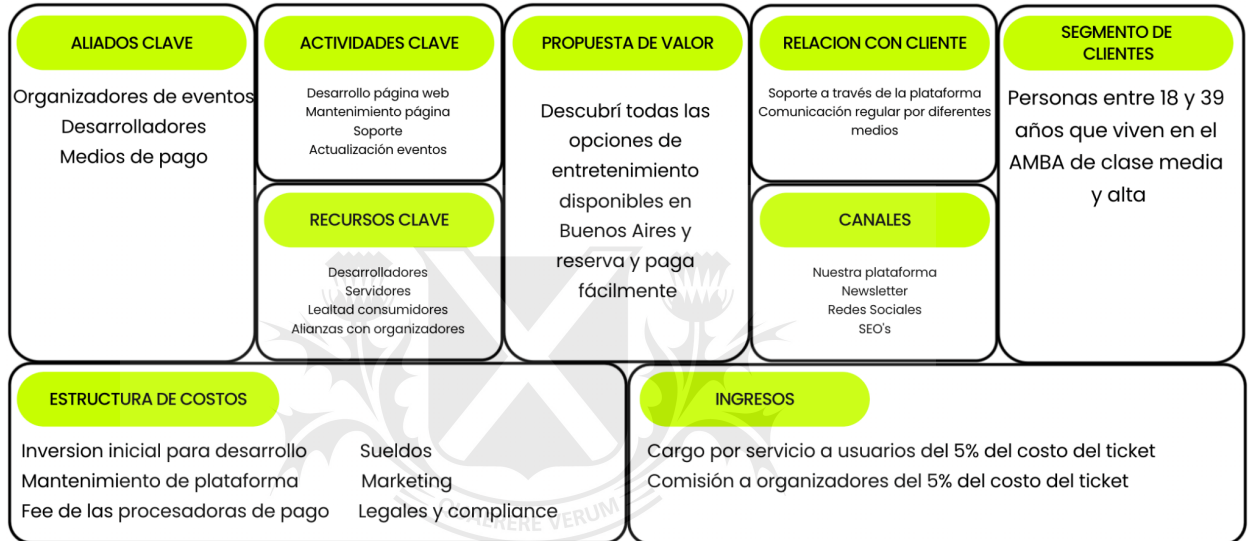 ALIADOS CLAVE
Organizadores de eventos
Desarrolladores
Medios de pago
ACTIVIDADES CLAVE
Desarrollo página web
Mantenimiento página
Soporte
Actualización eventos
RECURSOS CLAVE
Desarrolladores
Servidores
Lealtad consumidores
Alianzas con organizadores
PROPUESTA DE VALOR
Descubrí todas las
opciones de
entretenimiento
disponibles en
Buenos Aires y
reserva y paga
fácilmente
RELACION CON CLIENTE
Soporte a través de la plataforma
Comunicación regular por diferentes
medios
CANALES
Nuestra plataforma
Newsletter
Redes Sociales
SEO's
SEGMENTO DE
CLIENTES
Personas entre 18 y 39
años que viven en el
AMBA de clase media
y alta
ESTRUCTURA DE COSTOS
Inversion inicial para desarrollo
Mantenimiento de plataforma
Fee de las procesadoras de pago
Sueldos
Marketing
Legales y compliance
INGRESOS
Cargo por servicio a usuarios del 5% del costo del ticket
Comisión a organizadores del 5% del costo del ticket
QUAERERE VERUM